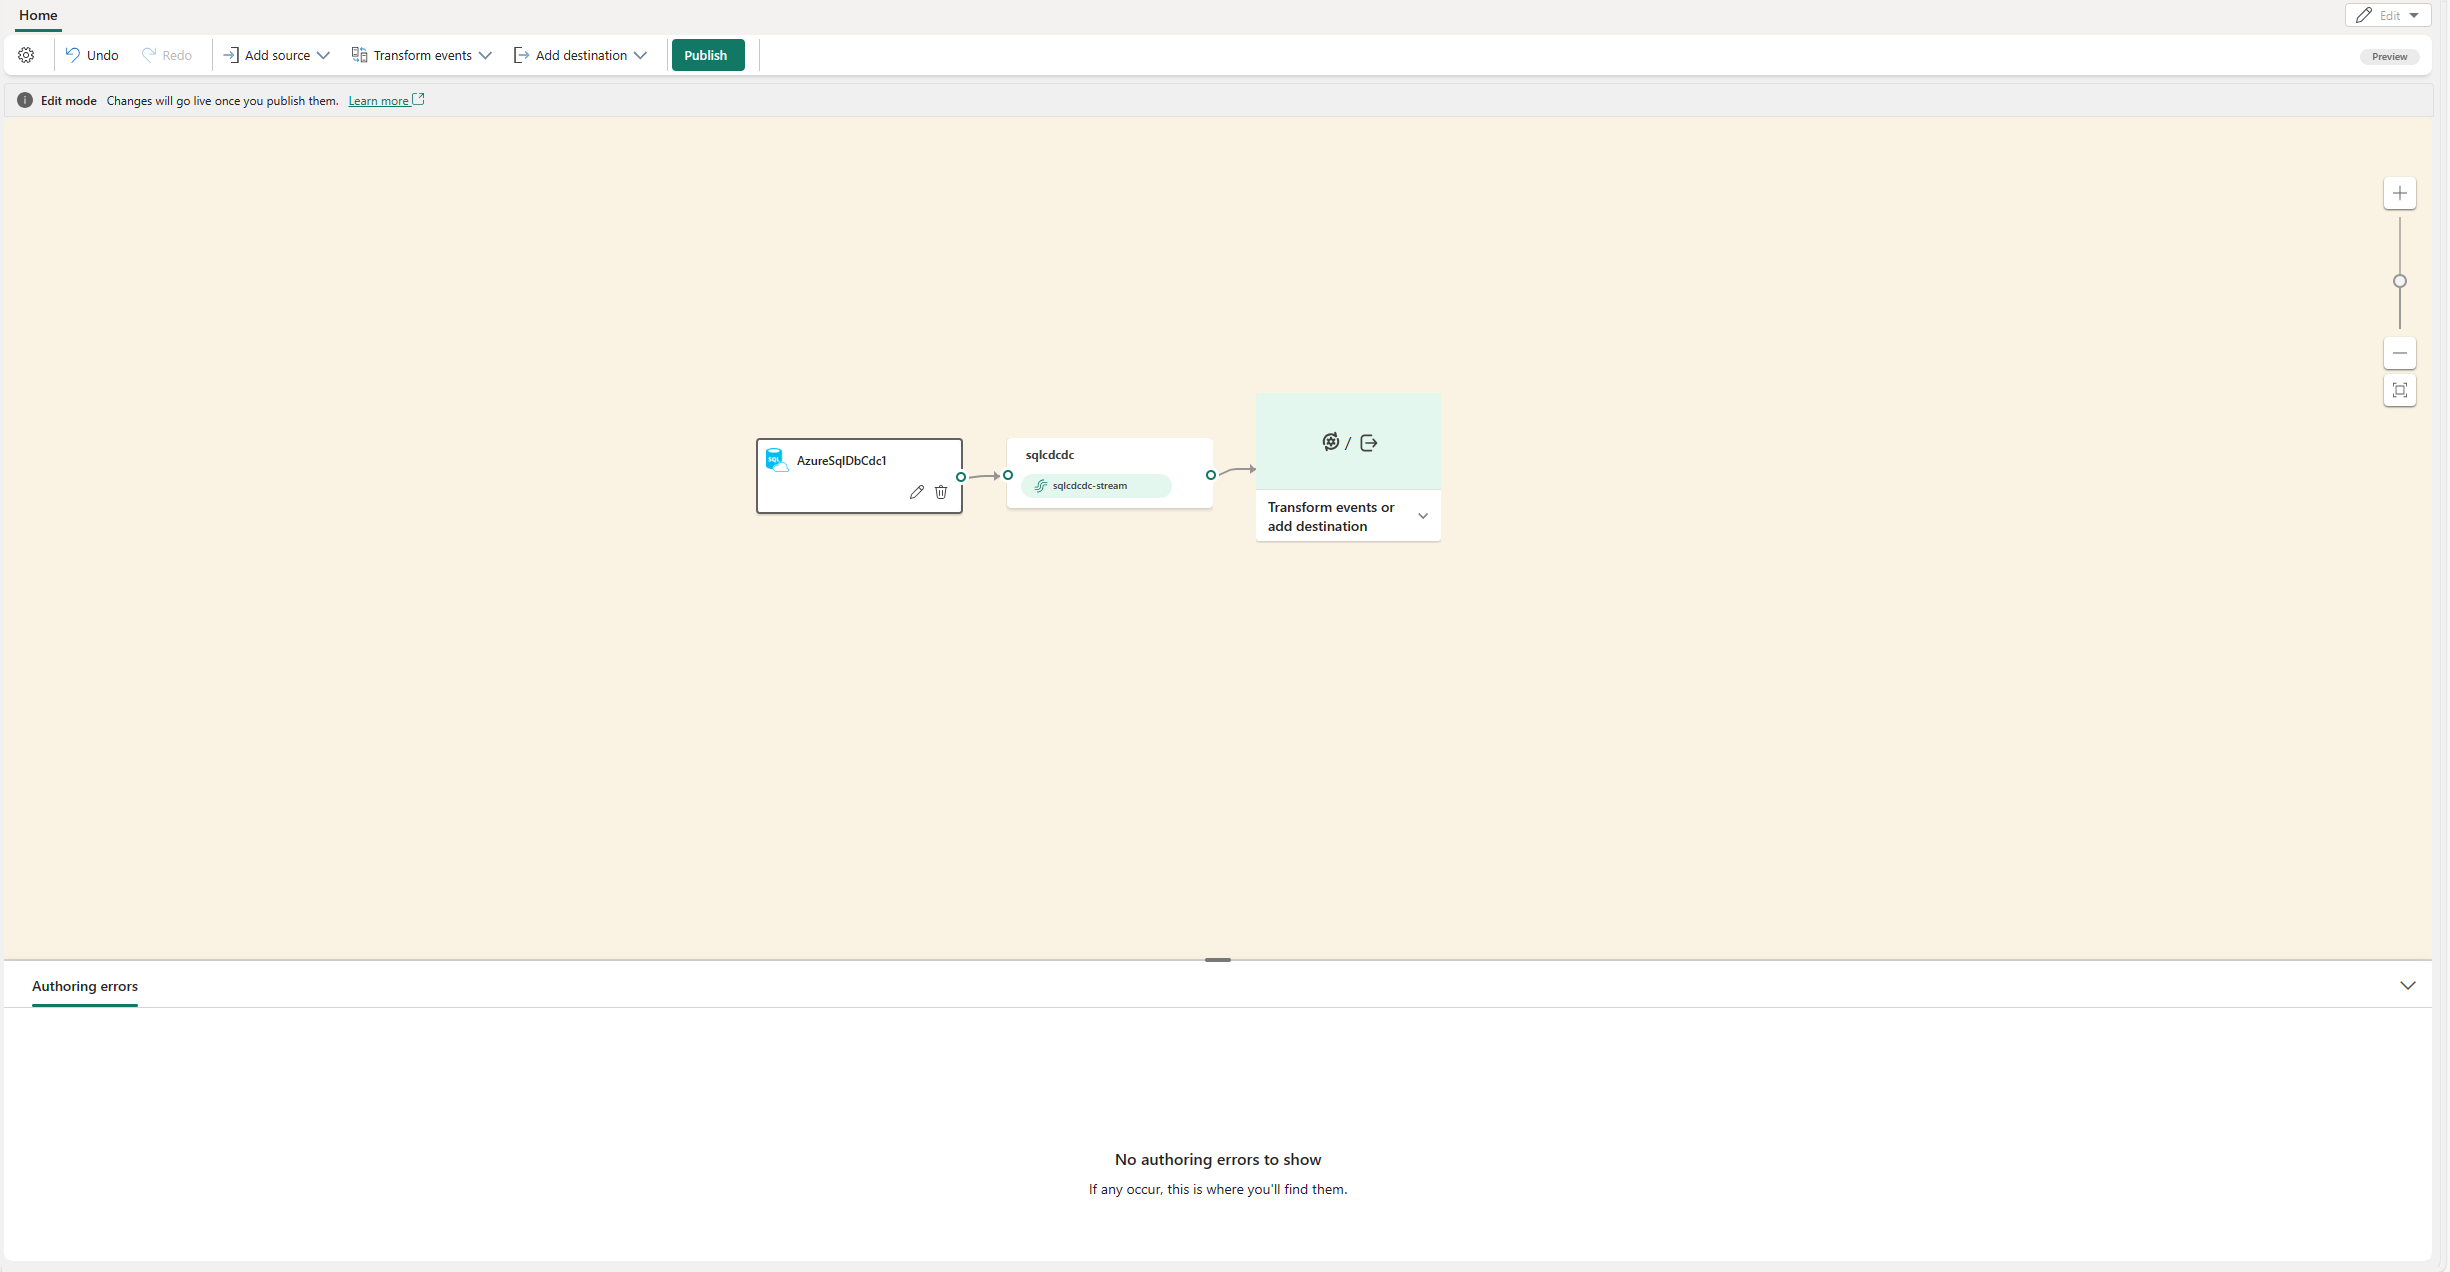 Home
Edit
Undo
Redo
Add source
Transform events
Add destination
Publish
Preview
Edit mode Changes will go live once you publish them. Learn more
SQL
AzureSqlDbCdc1
sqlcdcdc
sqlcdcdc-stream
/
Transform events or
add destination
Authoring errors
No authoring errors to show
If any occur, this is where you'll find them.